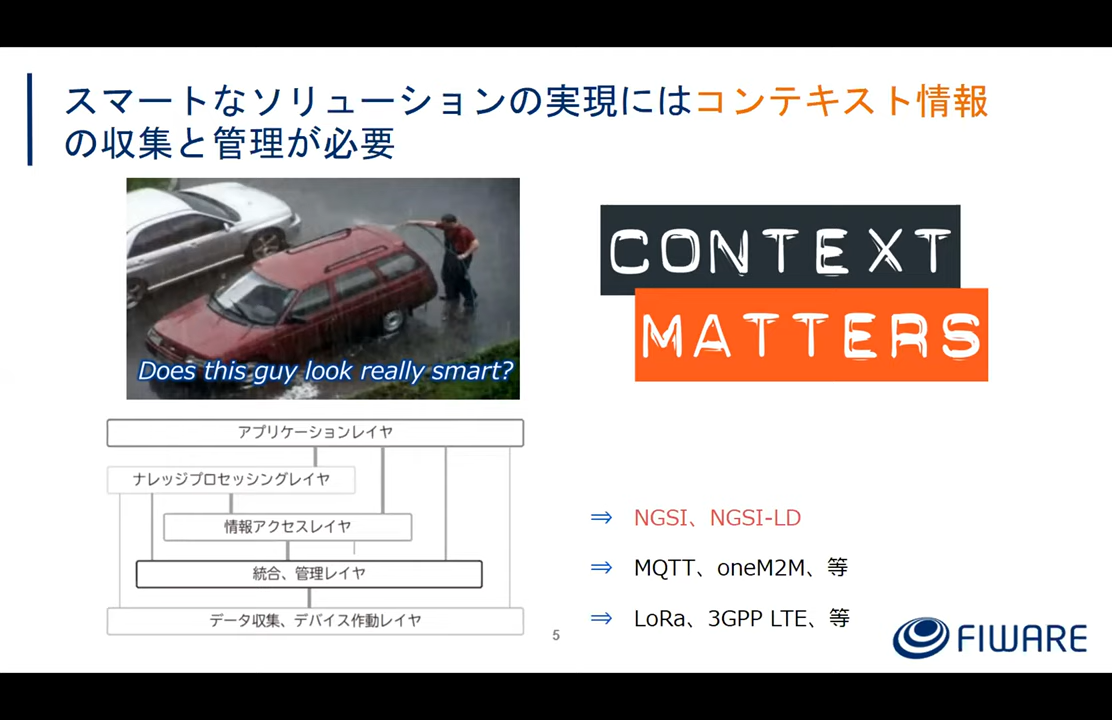 スマートなソリューションの実現にはコンテキスト情報
の収集と管理が必要
Does this guy look really smart?
CONTEXT
MATTERS
アプリケーションレイヤ
ナレッジプロセッシングレイヤ
情報アクセスレイヤ
統合、管理レイヤ
データ収集、デバイス作動レイヤ
⇒ NGSI、NGSI-LD
⇒ MQTT、oneM2M、等
⇒ LoRa、3GPP LTE、等
5
FIWARE